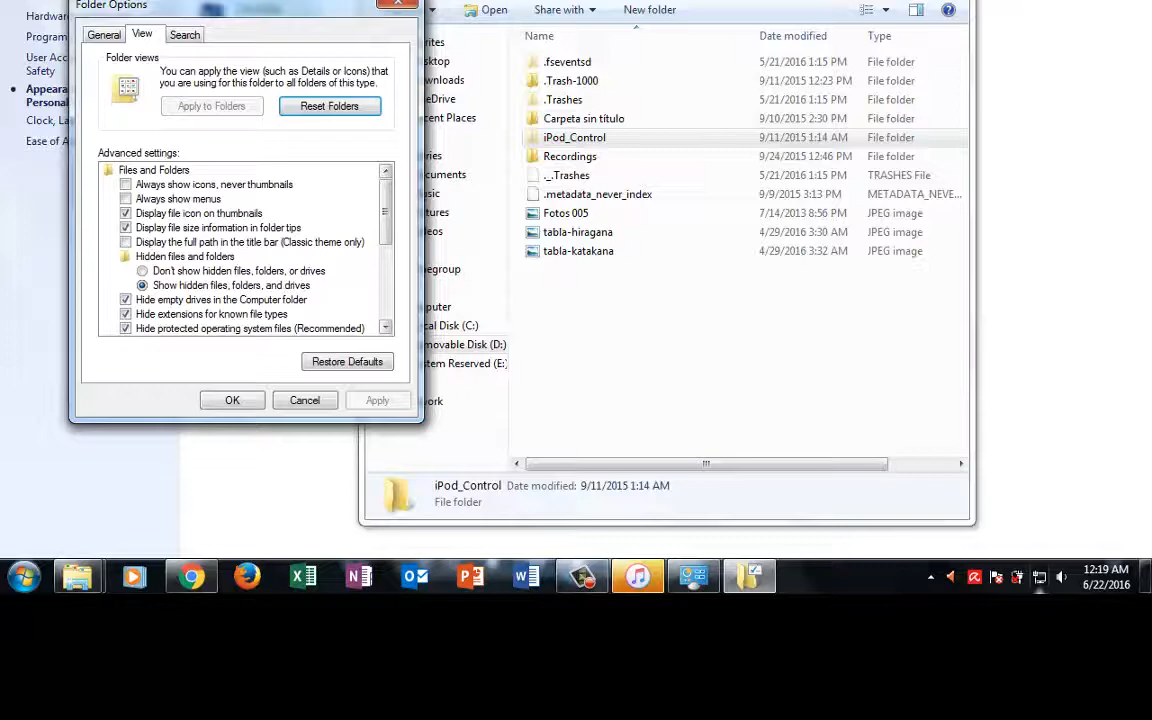 Folder Options
General View Search
Folder views
You can apply the view (such as Details or Icons) that
you are using for this folder to all folders of this type.
Apply to Folders Reset Folders
Advanced settings:
Files and Folders
Always show icons, never thumbnails
Always show menus
Display file icon on thumbnails
Display file size information in folder tips
Display the full path in the title bar (Classic theme only)
Hidden files and folders
Don't show hidden files, folders, or drives
Show hidden files, folders, and drives
Hide empty drives in the Computer folder
Hide extensions for known file types
Hide protected operating system files (Recommended)
Restore Defaults
OK Cancel Apply
Hardware
Program
User Acc
Safety
Appeara
Personal
Clock, La
Ease of A
Open Share with New folder
rites
sktop
wnloads
eDrive
cent Places
ries
cuments
sic
tures
eos
megroup
mputer
cal Disk (C:)
movable Disk (D:)
stem Reserved (E:)
work
Name Date modified Type
.fseventsd 5/21/2016 1:15 PM File folder
.Trash-1000 9/11/2015 12:23 PM File folder
.Trashes 5/21/2016 1:15 PM File folder
Carpeta sin título 9/10/2015 2:30 PM File folder
iPod_Control 9/11/2015 1:14 AM File folder
Recordings 9/24/2015 12:46 PM File folder
._.Trashes 5/21/2016 1:15 PM TRASHES File
.metadata_never_index 9/9/2015 3:13 PM METADATA_NEVE...
Fotos 005 7/14/2013 8:56 PM JPEG image
tabla-hiragana 4/29/2016 3:30 AM JPEG image
tabla-katakana 4/29/2016 3:32 AM JPEG image
iPod_Control Date modified: 9/11/2015 1:14 AM
File folder
12:19 AM
6/22/2016